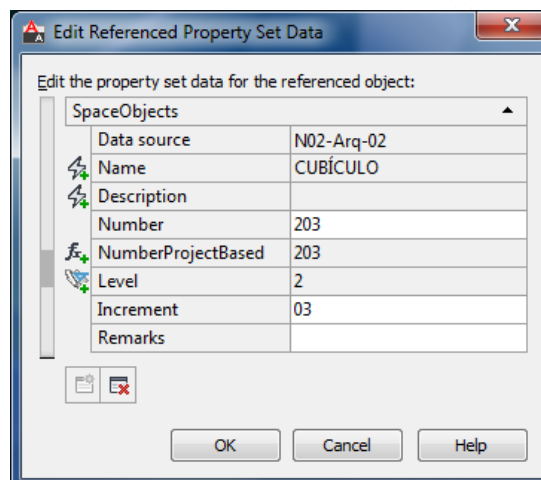 Edit Referenced Property Set Data
Edit the property set data for the referenced object:
SpaceObjects
Data source N02-Arq-02
Name CUBÍCULO
Description
Number 203
NumberProjectBased 203
Level 2
Increment 03
Remarks
OK Cancel Help